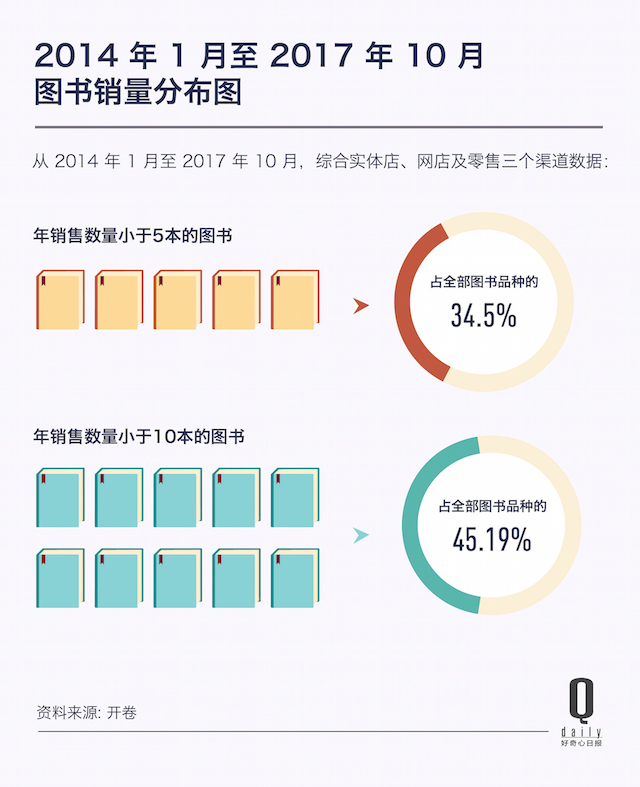 2014 年 1 月至 2017 年 10 月
图书销量分布图
从 2014 年 1 月至 2017 年 10 月，综合实体店、网店及零售三个渠道数据：
年销售数量小于5本的图书
占全部图书品种的
34.5%
年销售数量小于10本的图书
占全部图书品种的
45.19%
资料来源: 开卷
Q
daily
好奇心日报